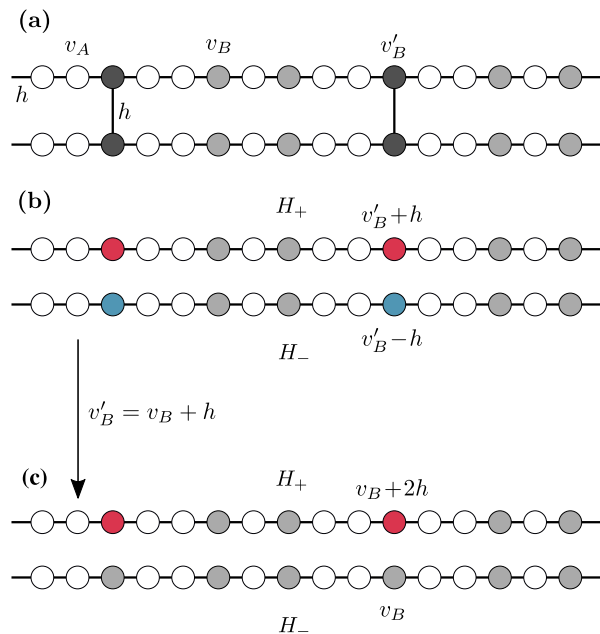 (a)
v_A v_B v'_B
h
h
(b)
H_+ v'_B+h
H_- v'_B-h
v'_B = v_B + h
(c)
H_+ v_B+2h
v_B
H_-